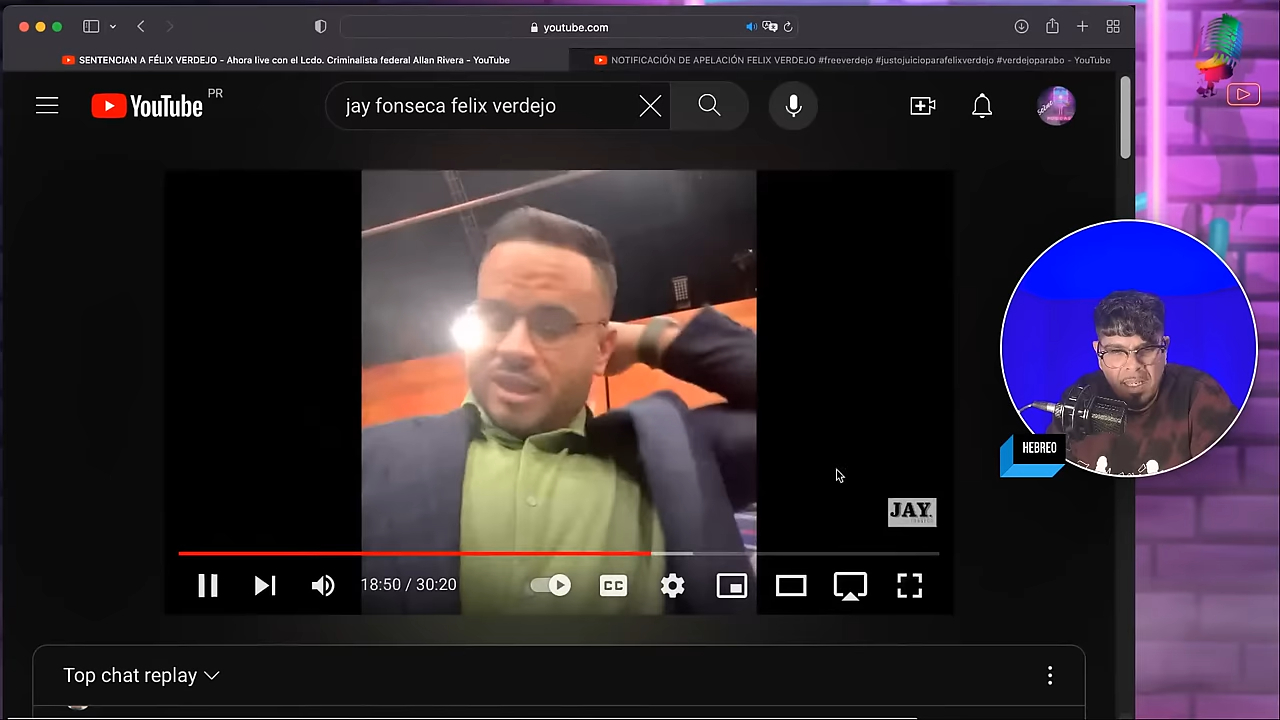 youtube.com
SENTENCIAN A FÉLIX VERDEJO - Ahora live con el Lcdo. Criminalista federal Allan Rivera - YouTube
NOTIFICACIÓN DE APELACIÓN FELIX VERDEJO #freeverdejo #justojuicioparafelixverdejo #verdejoparabo - YouTube
YouTube PR
jay fonseca felix verdejo
HEBREO
JAY.
18:50 / 30:20
CC
Top chat replay